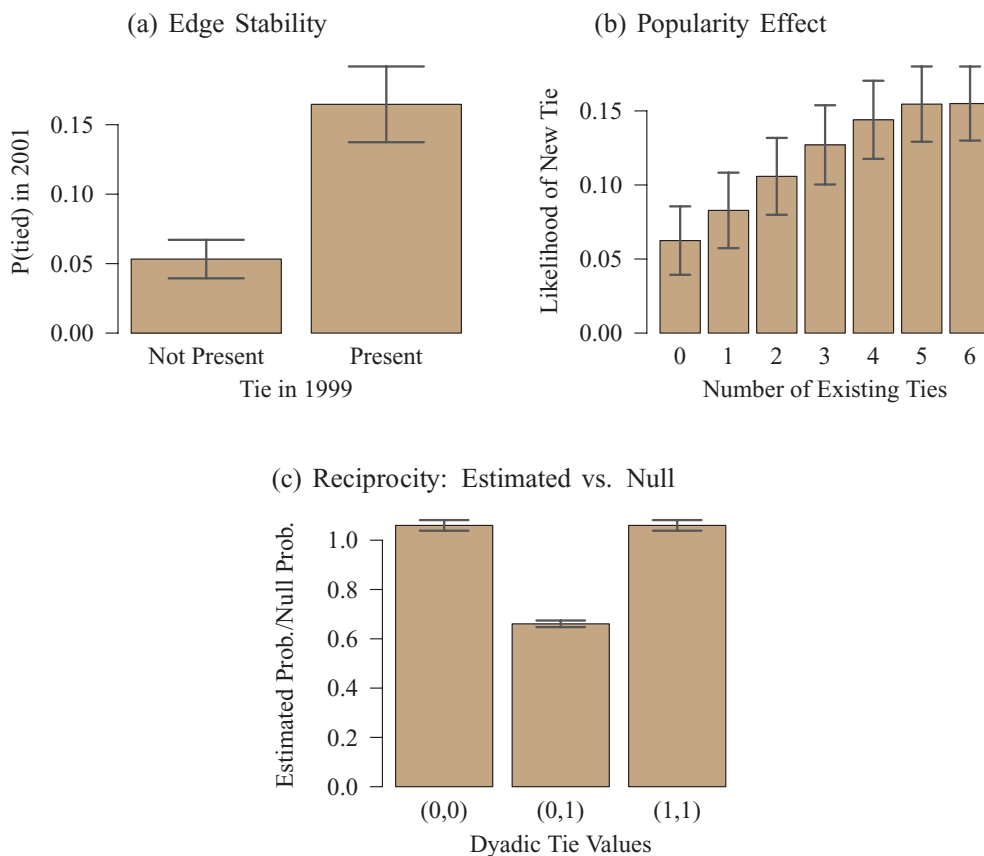 (a) Edge Stability
P(tied) in 2001
0.15
0.10
0.05
0.00
Not Present
Present
Tie in 1999
(b) Popularity Effect
Likelihood of New Tie
0.15
0.10
0.05
0.00
0 1 2 3 4 5 6
Number of Existing Ties
(c) Reciprocity: Estimated vs. Null
Estimated Prob./Null Prob.
1.0
0.8
0.6
0.4
0.2
0.0
(0,0) (0,1) (1,1)
Dyadic Tie Values